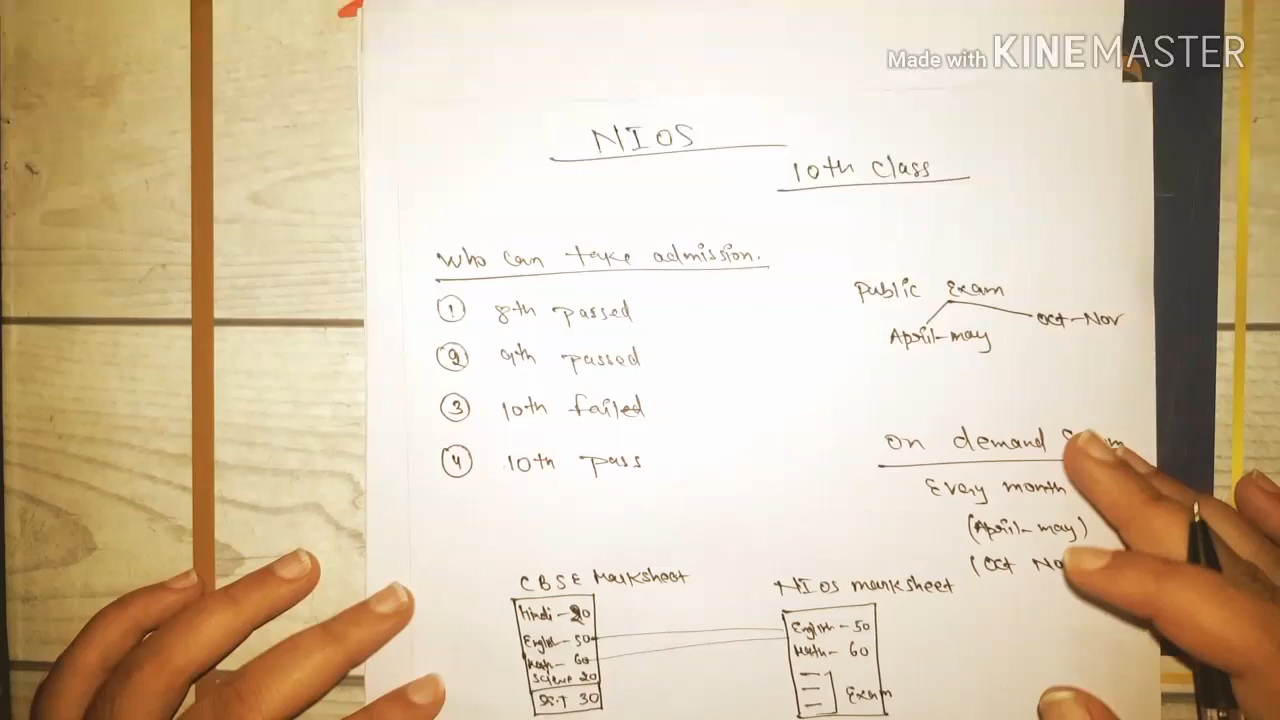 Made with KINEMASTER
NIOS
10th Class
Who can take admission.
① 8th passed
② 9th passed
③ 10th failed
④ 10th pass
Public Exam
April-may
Oct-Nov
On demand
Every month
(April-may)
(Oct
CBSE Marksheet
Hindi-20
English-50
Math-60
Science 20
30
NIOS marksheet
English-50
Math-60
Exam